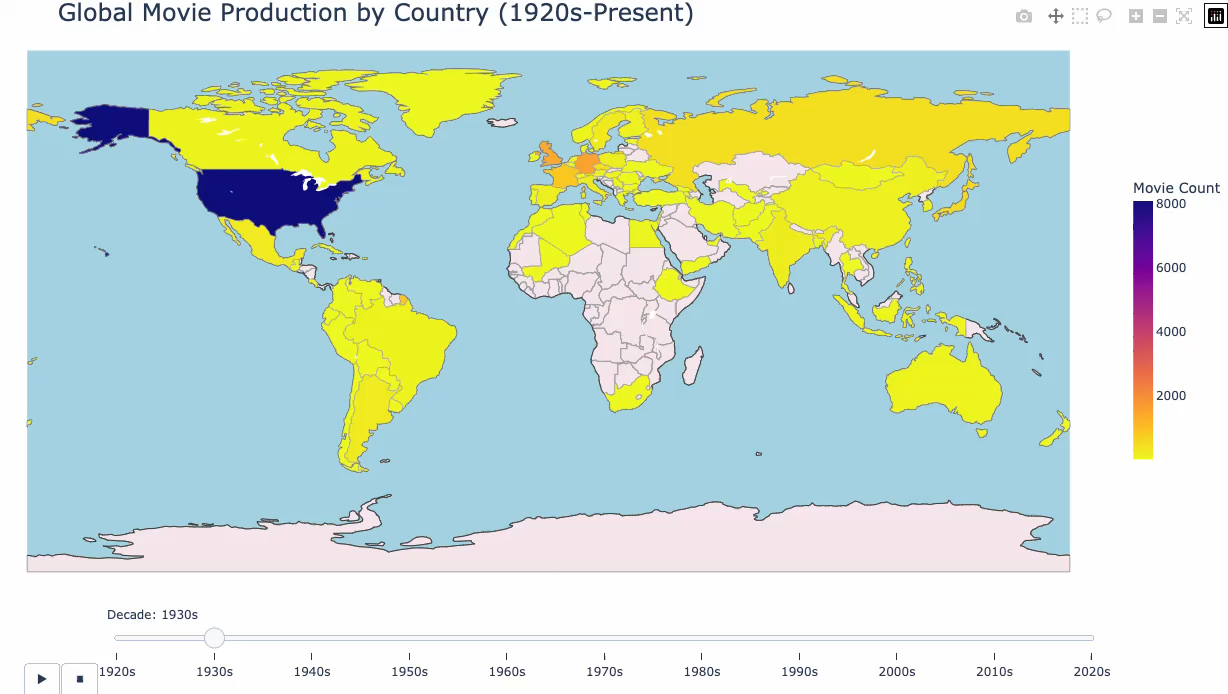 Global Movie Production by Country (1920s-Present)
Movie Count
8000
6000
4000
2000
Decade: 1930s
1920s 1930s 1940s 1950s 1960s 1970s 1980s 1990s 2000s 2010s 2020s